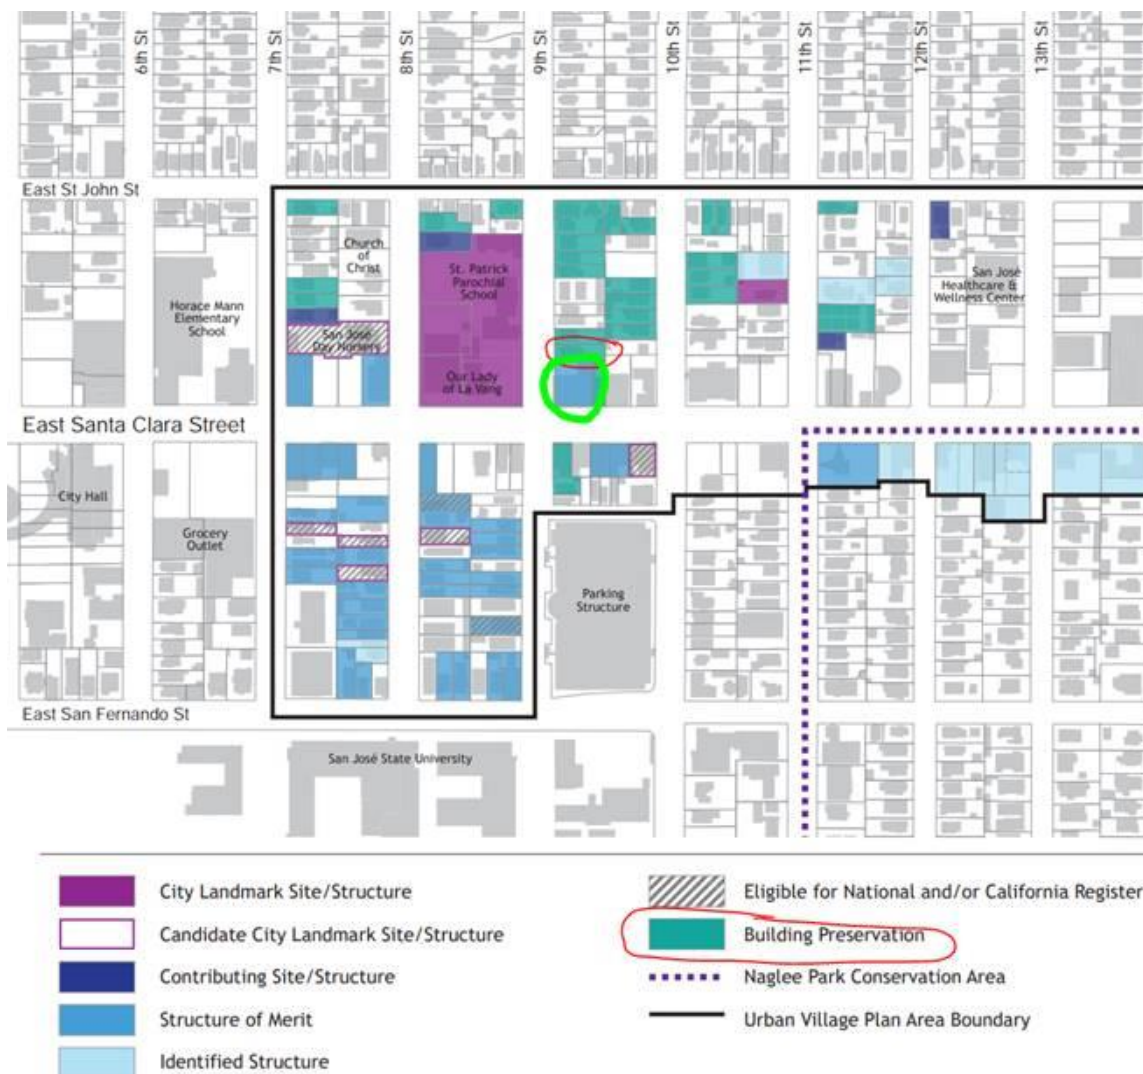 6th St
7th St
8th St
9th St
10th St
11th St
12th St
13th St
East St John St
Horace Mann
Elementary
School
Church
of
Christ
San José
Day Nursery
St. Patrick
Parochial
School
Our Lady
of La Vang
San José
Healthcare &
Wellness Center
East Santa Clara Street
City Hall
Grocery
Outlet
Parking
Structure
East San Fernando St
San José State University
City Landmark Site/Structure
Candidate City Landmark Site/Structure
Contributing Site/Structure
Structure of Merit
Identified Structure
Eligible for National and/or California Register
Building Preservation
Naglee Park Conservation Area
Urban Village Plan Area Boundary